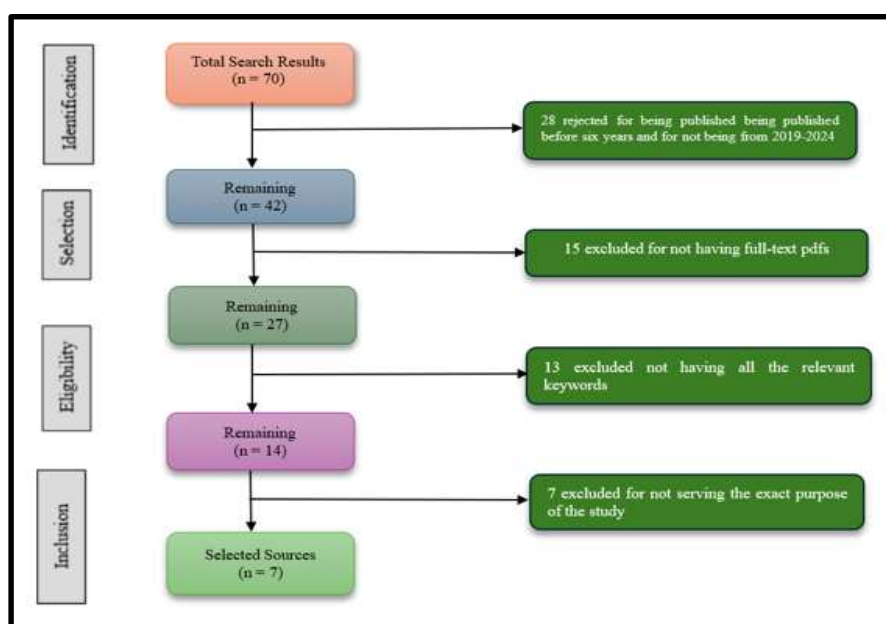 Identification
Total Search Results
(n = 70)
28 rejected for being published being published
before six years and for not being from 2019-2024
Selection
Remaining
(n = 42)
15 excluded for not having full-text pdfs
Remaining
(n = 27)
Eligibility
13 excluded not having all the relevant
keywords
Remaining
(n = 14)
Inclusion
7 excluded for not serving the exact purpose
of the study
Selected Sources
(n = 7)